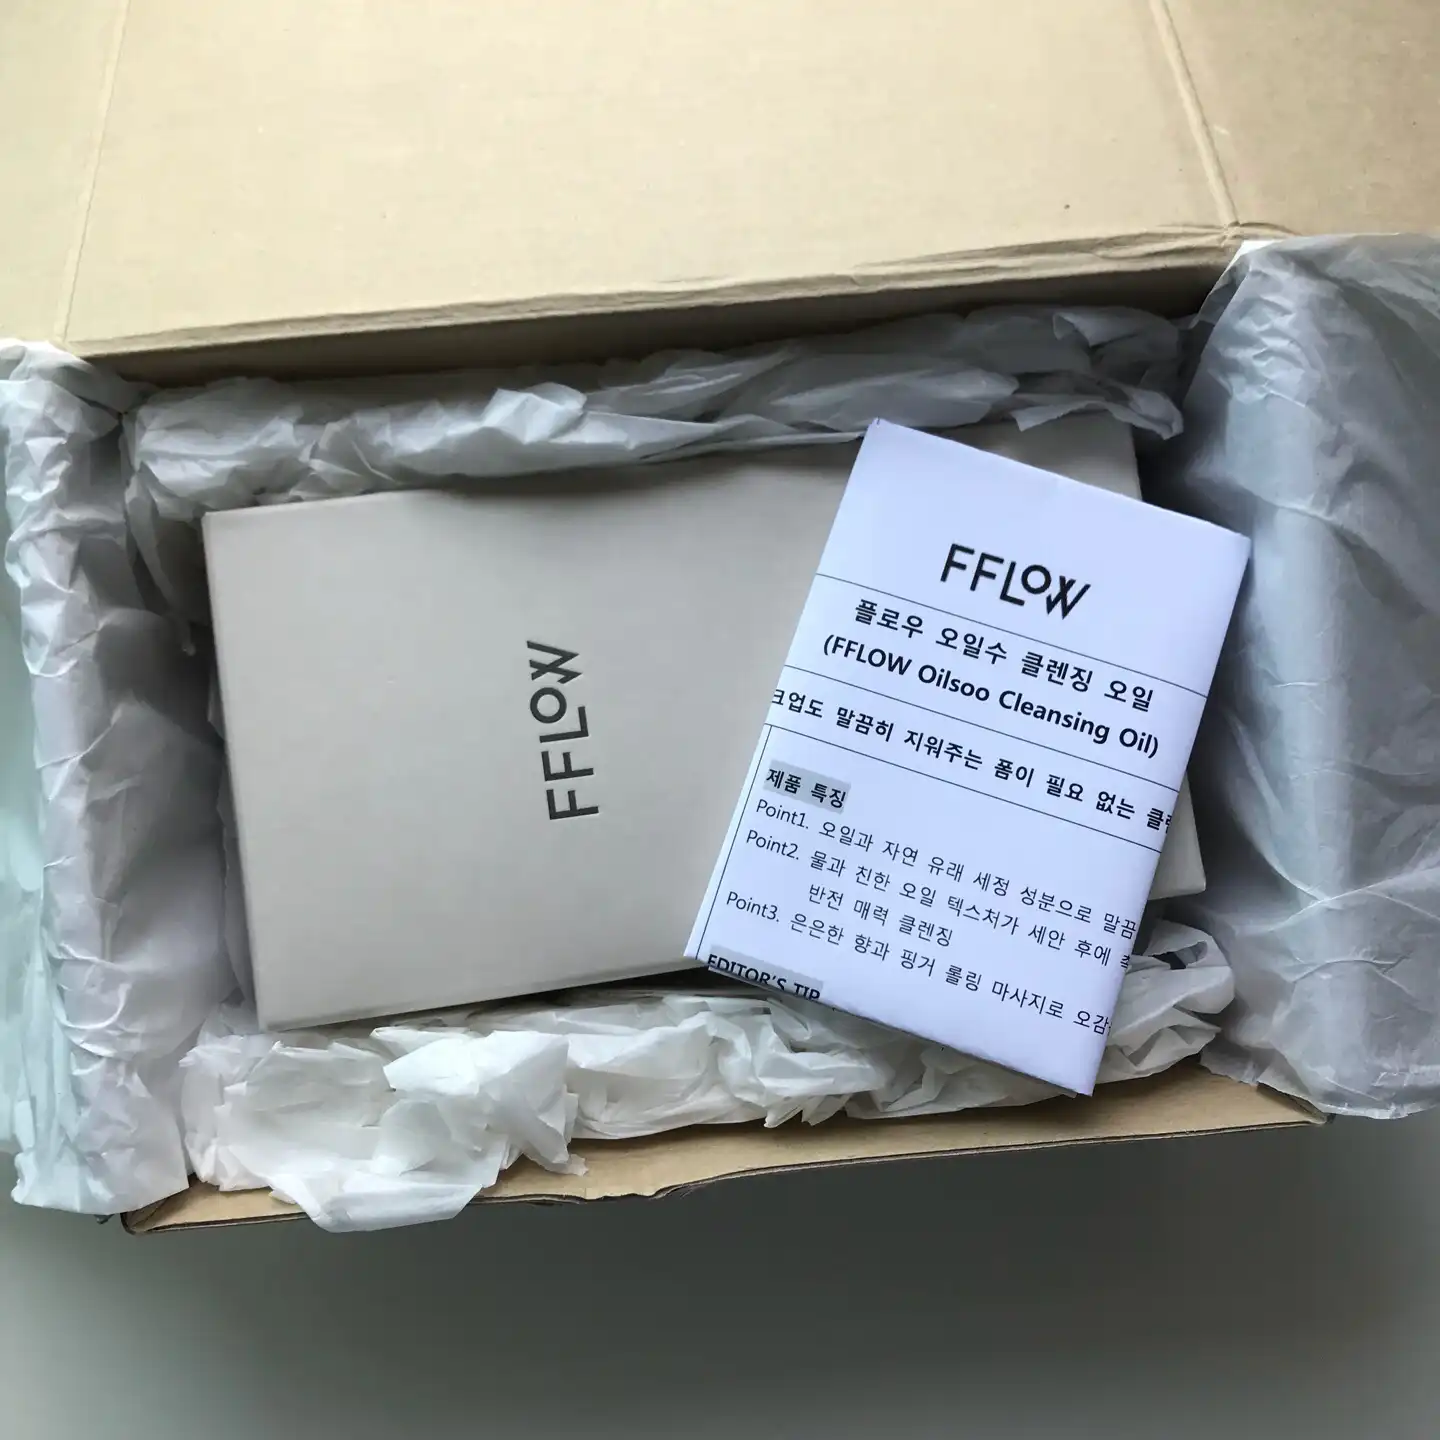 FFLOW
FFLOW
플로우 오일수 클렌징 오일
(FFLOW Oilsoo Cleansing Oil)
크업도 말끔히 지워주는 폼이 필요 없는 클렌
제품 특징
Point1. 오일과 자연 유래 세정 성분으로 말끔
Point2. 물과 친한 오일 텍스처가 세안 후에
반전 매력 클렌징
Point3. 은은한 향과 핑거 롤링 마사지로 오감
EDITOR'S TIP